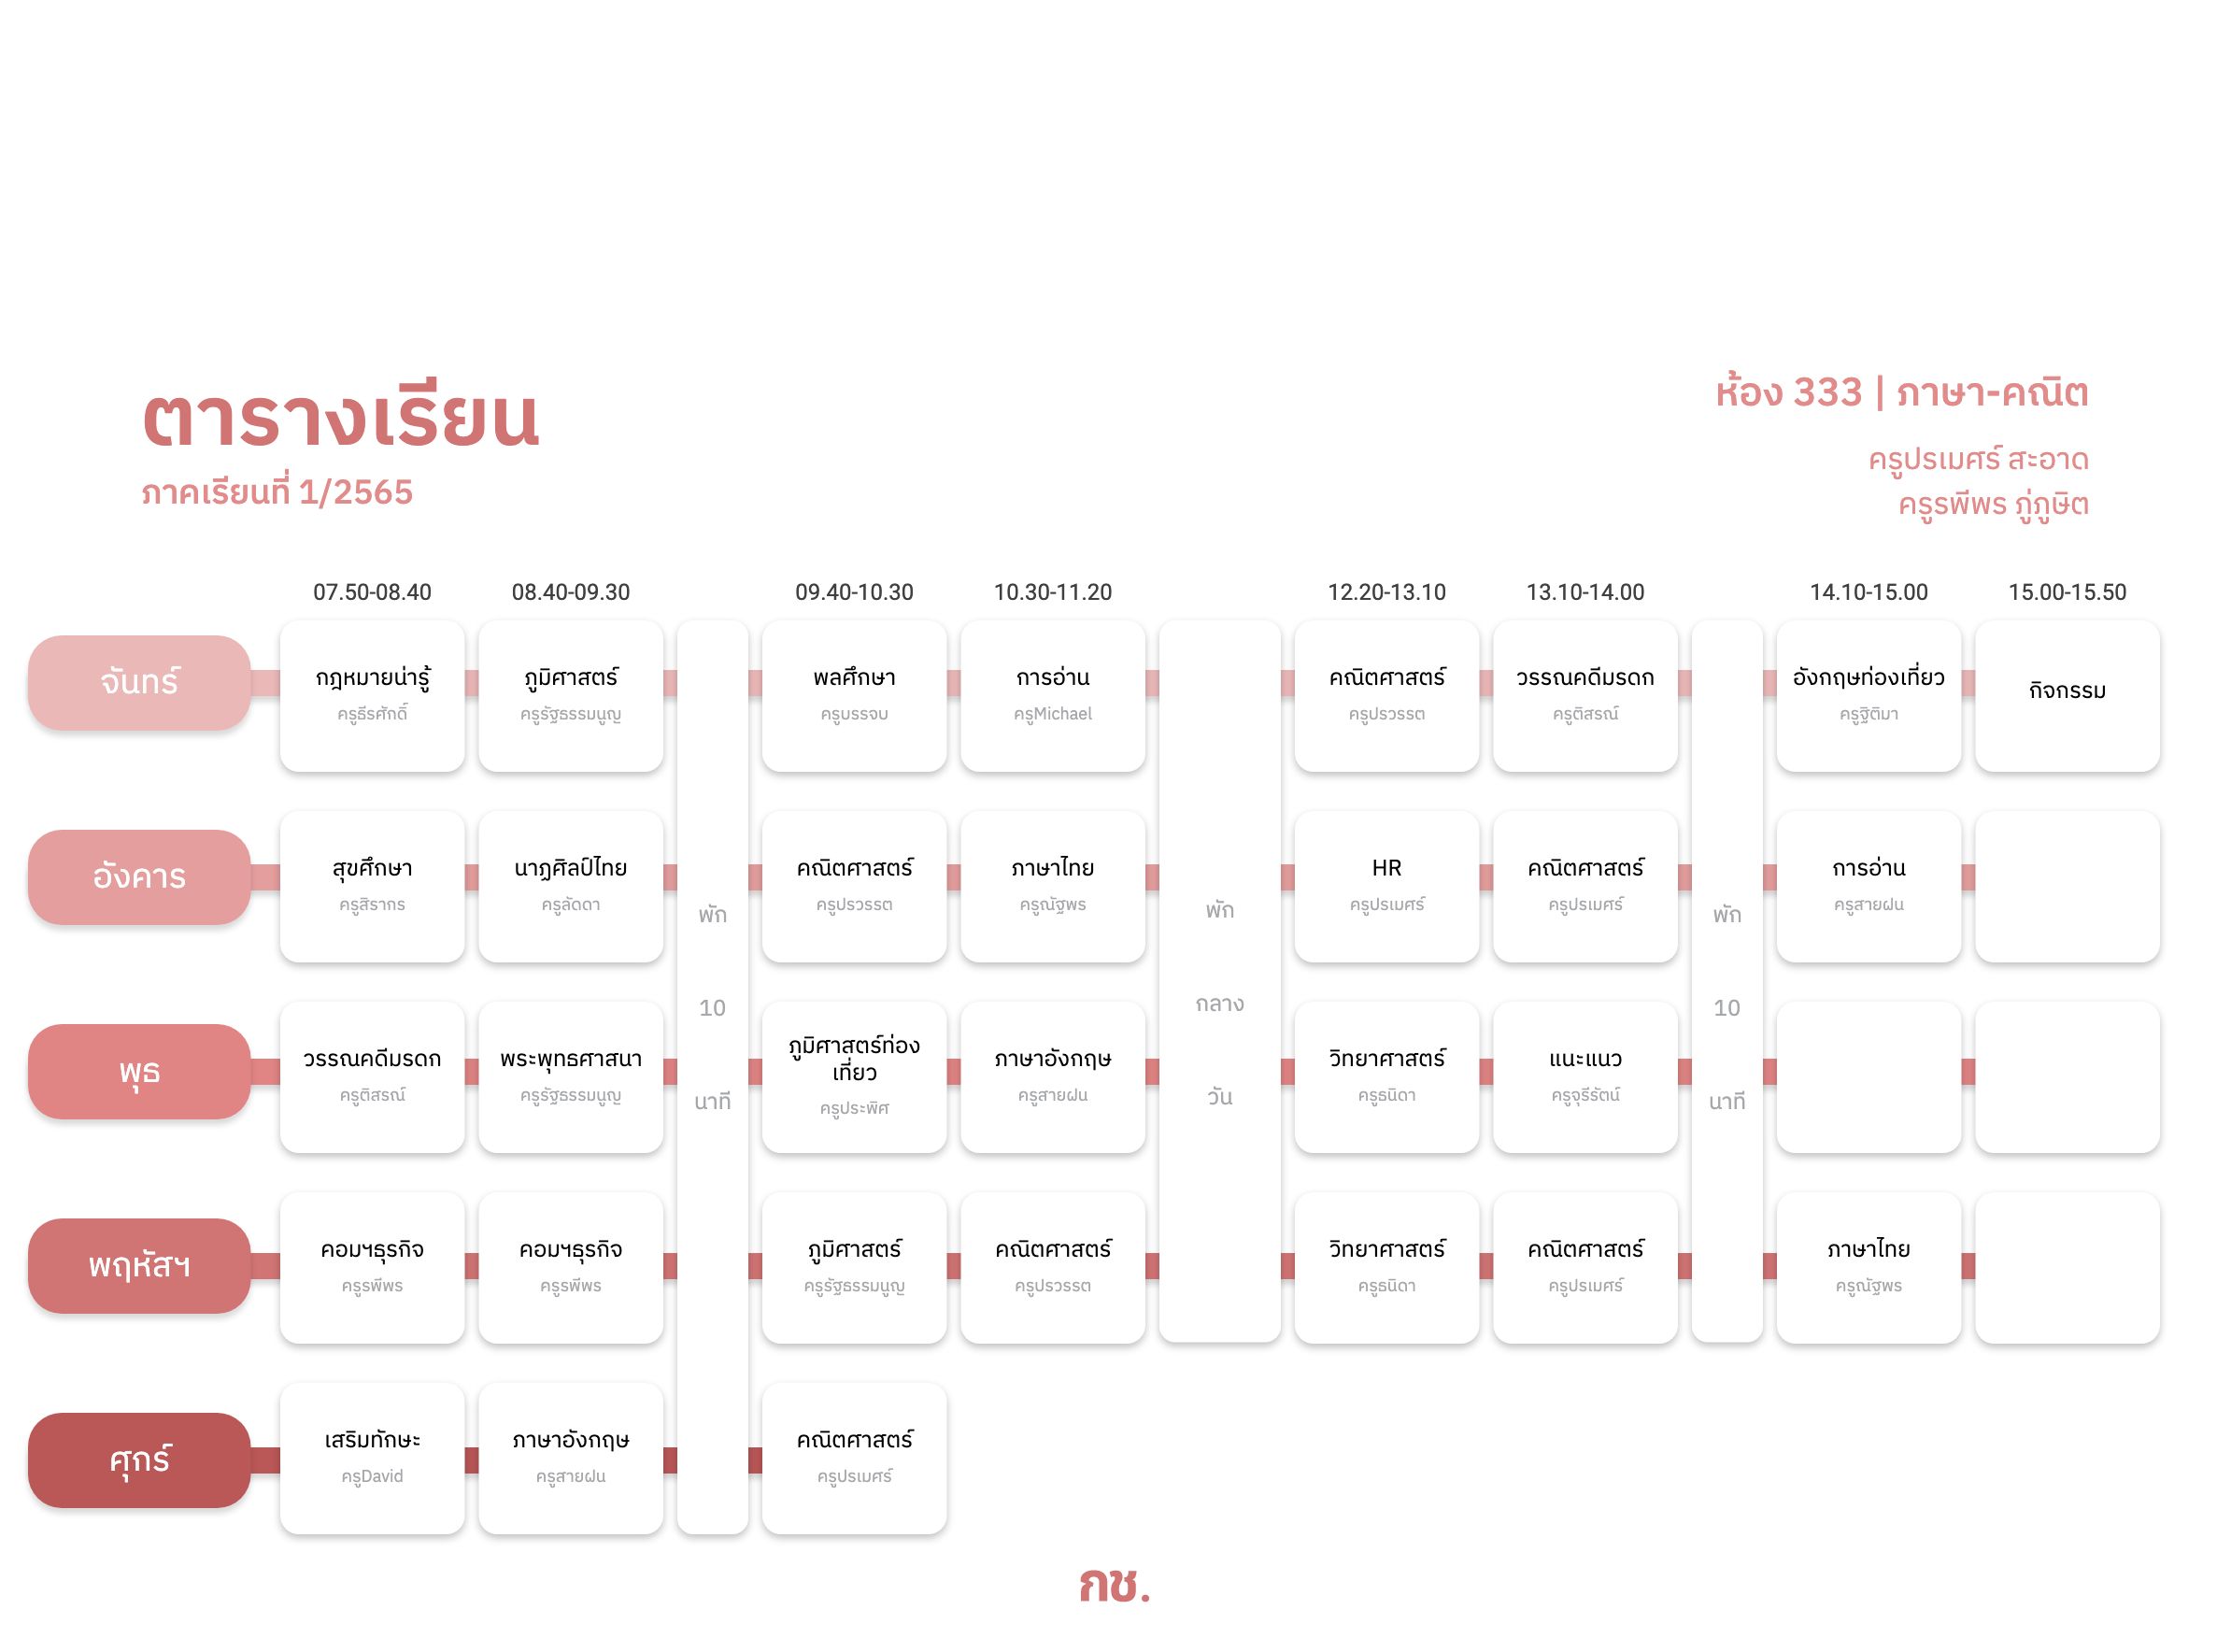 ตารางเรียน
ภาคเรียนที่ 1/2565
ห้อง 333 | ภาษา-คณิต
ครูปรเมศร์ สะอาด
ครูรพีพร ภู่ภูษิต
07.50-08.40 08.40-09.30 09.40-10.30 10.30-11.20 12.20-13.10 13.10-14.00 14.10-15.00 15.00-15.50
จันทร์
กฎหมายน่ารู้
ครูธีรศักดิ์
ภูมิศาสตร์
ครูรัฐธรรมนูญ
พลศึกษา
ครูบรรจบ
การอ่าน
ครูMichael
คณิตศาสตร์
ครูปรวรรต
วรรณคดีมรดก
ครูติสรณ์
อังกฤษท่องเที่ยว
ครูฐิติมา
กิจกรรม
อังคาร
สุขศึกษา
ครูสิรากร
นาฏศิลป์ไทย
ครูลัดดา
คณิตศาสตร์
ครูปรวรรต
ภาษาไทย
ครูณัฐพร
HR
ครูปรเมศร์
คณิตศาสตร์
ครูปรเมศร์
การอ่าน
ครูสายฝน
พัก
10
นาที
พัก
กลาง
วัน
พัก
10
นาที
พุธ
วรรณคดีมรดก
ครูติสรณ์
พระพุทธศาสนา
ครูรัฐธรรมนูญ
ภูมิศาสตร์ท่อง
เที่ยว
ครูประพิศ
ภาษาอังกฤษ
ครูสายฝน
วิทยาศาสตร์
ครูธนิดา
แนะแนว
ครูจุรีรัตน์
พฤหัสฯ
คอมฯธุรกิจ
ครูรพีพร
คอมฯธุรกิจ
ครูรพีพร
ภูมิศาสตร์
ครูรัฐธรรมนูญ
คณิตศาสตร์
ครูปรวรรต
วิทยาศาสตร์
ครูธนิดา
คณิตศาสตร์
ครูปรเมศร์
ภาษาไทย
ครูณัฐพร
ศุกร์
เสริมทักษะ
ครูDavid
ภาษาอังกฤษ
ครูสายฝน
คณิตศาสตร์
ครูปรเมศร์
กช.